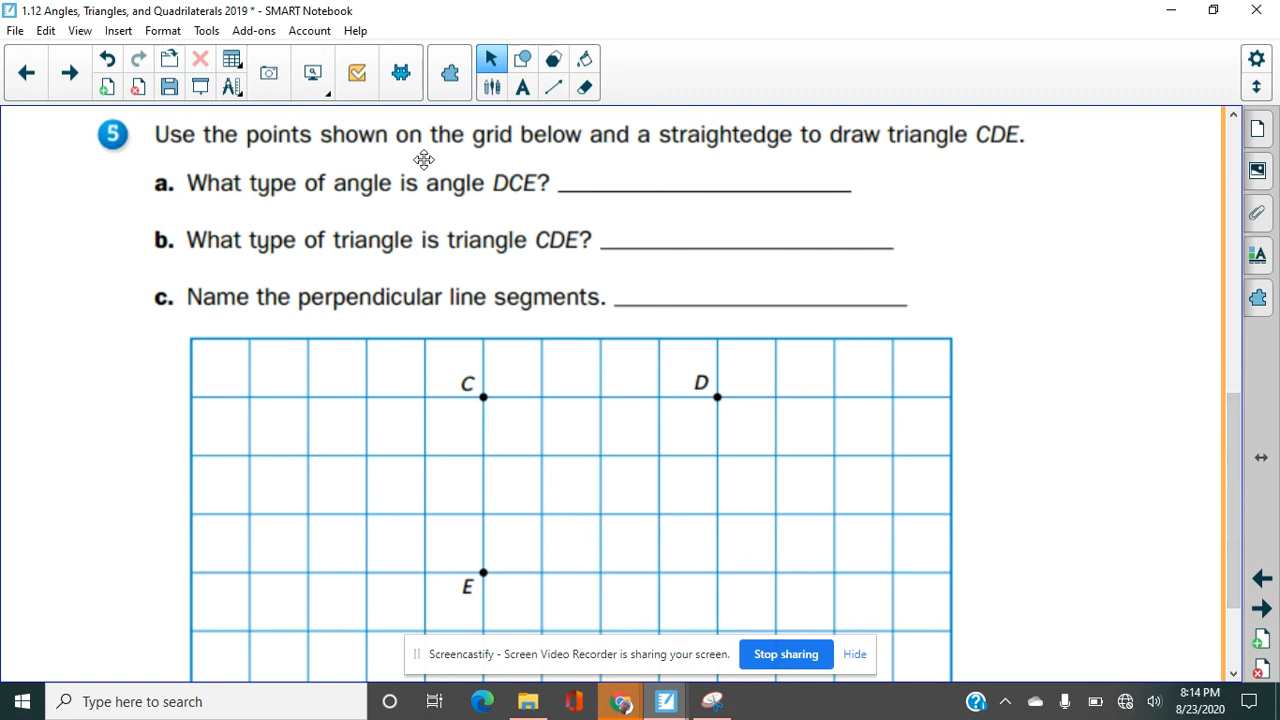 1.12 Angles, Triangles, and Quadrilaterals 2019 * - SMART Notebook
File Edit View Insert Format Tools Add-ons Account Help
5 Use the points shown on the grid below and a straightedge to draw triangle CDE.
a. What type of angle is angle DCE?
b. What type of triangle is triangle CDE?
c. Name the perpendicular line segments.
C D
E
Screencastify - Screen Video Recorder is sharing your screen. Stop sharing Hide
Type here to search
8:14 PM
8/23/2020